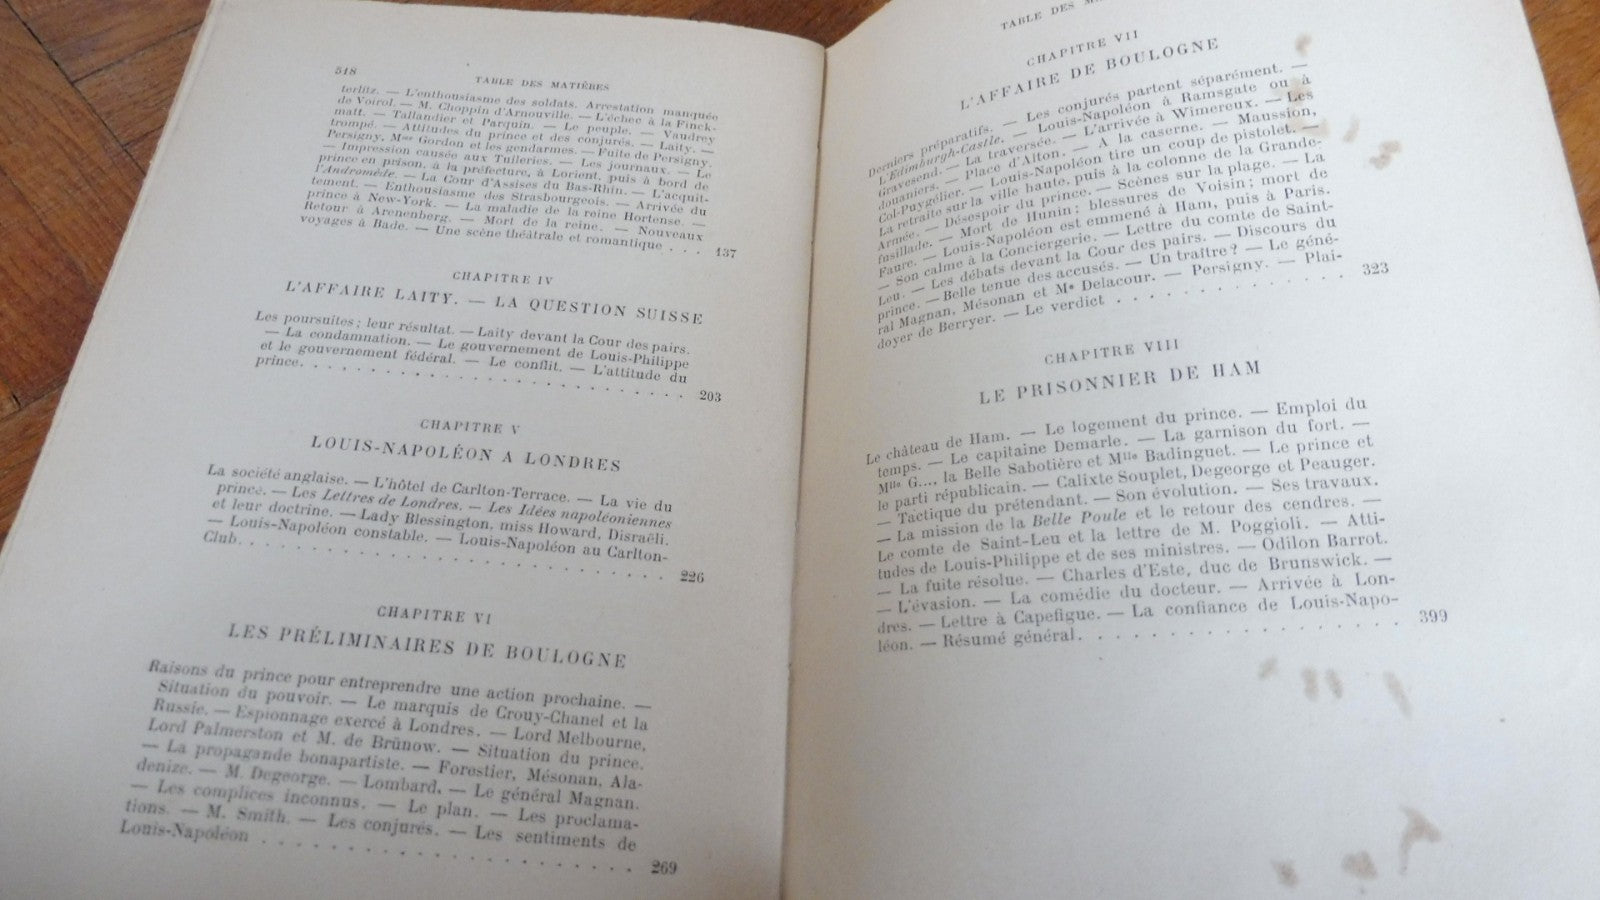 518
TABLE DES MATIÈRES
terlitz. — L'enthousiasme des soldats. Arrestation manquée
de Voirol. — M. Choppin d'Arnouville. — L'échec à la Finck-
matt. — Tallandier et Parquin. — Le peuple. — Vaudrey
trompé. — Attitudes du prince et des conjurés. — Laity. —
Persigny, Mme Gordon et les gendarmes. — Fuite de Persigny.
— Impression causée aux Tuileries. — Les journaux. — Le
prince en prison, à la préfecture, à Lorient, puis à bord de
l'Andromède. — La Cour d'Assises du Bas-Rhin. — L'acquit-
tement. — Enthousiasme des Strasbourgeois. — Arrivée du
prince à New-York. — La maladie de la reine Hortense. —
Retour à Arenenberg. — Mort de la reine. — Nouveaux
voyages à Bade. — Une scène théâtrale et romantique . . . 137
CHAPITRE IV
L'AFFAIRE LAITY. — LA QUESTION SUISSE
Les poursuites; leur résultat. — Laity devant la Cour des pairs.
— La condamnation. — Le gouvernement de Louis-Philippe
et le gouvernement fédéral. — Le conflit. — L'attitude du
prince. . . . . . . . . . . . . . . . . . . . 203
CHAPITRE V
LOUIS-NAPOLÉON A LONDRES
La société anglaise. — L'hôtel de Carlton-Terrace. — La vie du
prince. — Les Lettres de Londres. — Les Idées napoléoniennes
et leur doctrine. — Lady Blessington, miss Howard, Disraëli.
— Louis-Napoléon constable. — Louis-Napoléon au Carlton-
Club. . . . . . . . . . . . . . . . . . . . . 226
CHAPITRE VI
LES PRÉLIMINAIRES DE BOULOGNE
Raisons du prince pour entreprendre une action prochaine. —
Situation du pouvoir. — Le marquis de Crouy-Chanel et la
Russie. — Espionnage exercé à Londres. — Lord Melbourne,
Lord Palmerston et M. de Brünow. — Situation du prince.
— La propagande bonapartiste. — Forestier, Mésonan, Ala-
denize. — M. Degeorge. — Lombard. — Le général Magnan.
— Les complices inconnus. — Le plan. — Les proclama-
tions. — M. Smith. — Les conjurés. — Les sentiments de
Louis-Napoléon . . . . . . . . . . . . . . . . . 269
TABLE DES
CHAPITRE VII
L'AFFAIRE DE BOULOGNE
Derniers préparatifs. — Les conjurés partent séparément. —
L'Edimburgh-Castle. — Louis-Napoléon à Ramsgate ou à
Gravesend. — La traversée. — L'arrivée à Wimereux. — Les
douaniers. — Place d'Alton. — A la caserne. — Maussion,
Col-Puygélier. — Louis-Napoléon tire un coup de pistolet. —
La retraite sur la ville haute, puis à la colonne de la Grande-
Armée. — Désespoir du prince. — Scènes sur la plage. — La
fusillade. — Mort de Hunin; blessures de Voisin; mort de
Faure. — Louis-Napoléon est emmené à Ham, puis à Paris.
— Son calme à la Conciergerie. — Lettre du comte de Saint-
Leu. — Les débats devant la Cour des pairs. — Discours du
prince. — Belle tenue des accusés. — Un traître? — Le géné-
ral Magnan, Mésonan et Me Delacour. — Persigny. — Plai-
doyer de Berryer. — Le verdict . . . . . . . . . . . . 323
CHAPITRE VIII
LE PRISONNIER DE HAM
Le château de Ham. — Le logement du prince. — Emploi du
temps. — Le capitaine Demarle. — La garnison du fort. —
Mlle G..., la Belle Sabotière et Mlle Badinguet. — Le prince et
le parti républicain. — Calixte Souplet, Degeorge et Peauger.
— Tactique du prétendant. — Son évolution. — Ses travaux.
— La mission de la Belle Poule et le retour des cendres. —
Le comte de Saint-Leu et la lettre de M. Poggioli. — Atti-
tudes de Louis-Philippe et de ses ministres. — Odilon Barrot.
— La fuite résolue. — Charles d'Este, duc de Brunswick. —
— L'évasion. — La comédie du docteur. — Arrivée à Lon-
dres. — Lettre à Capefigue. — La confiance de Louis-Napo-
léon. — Résumé général. . . . . . . . . . . . . . . 399